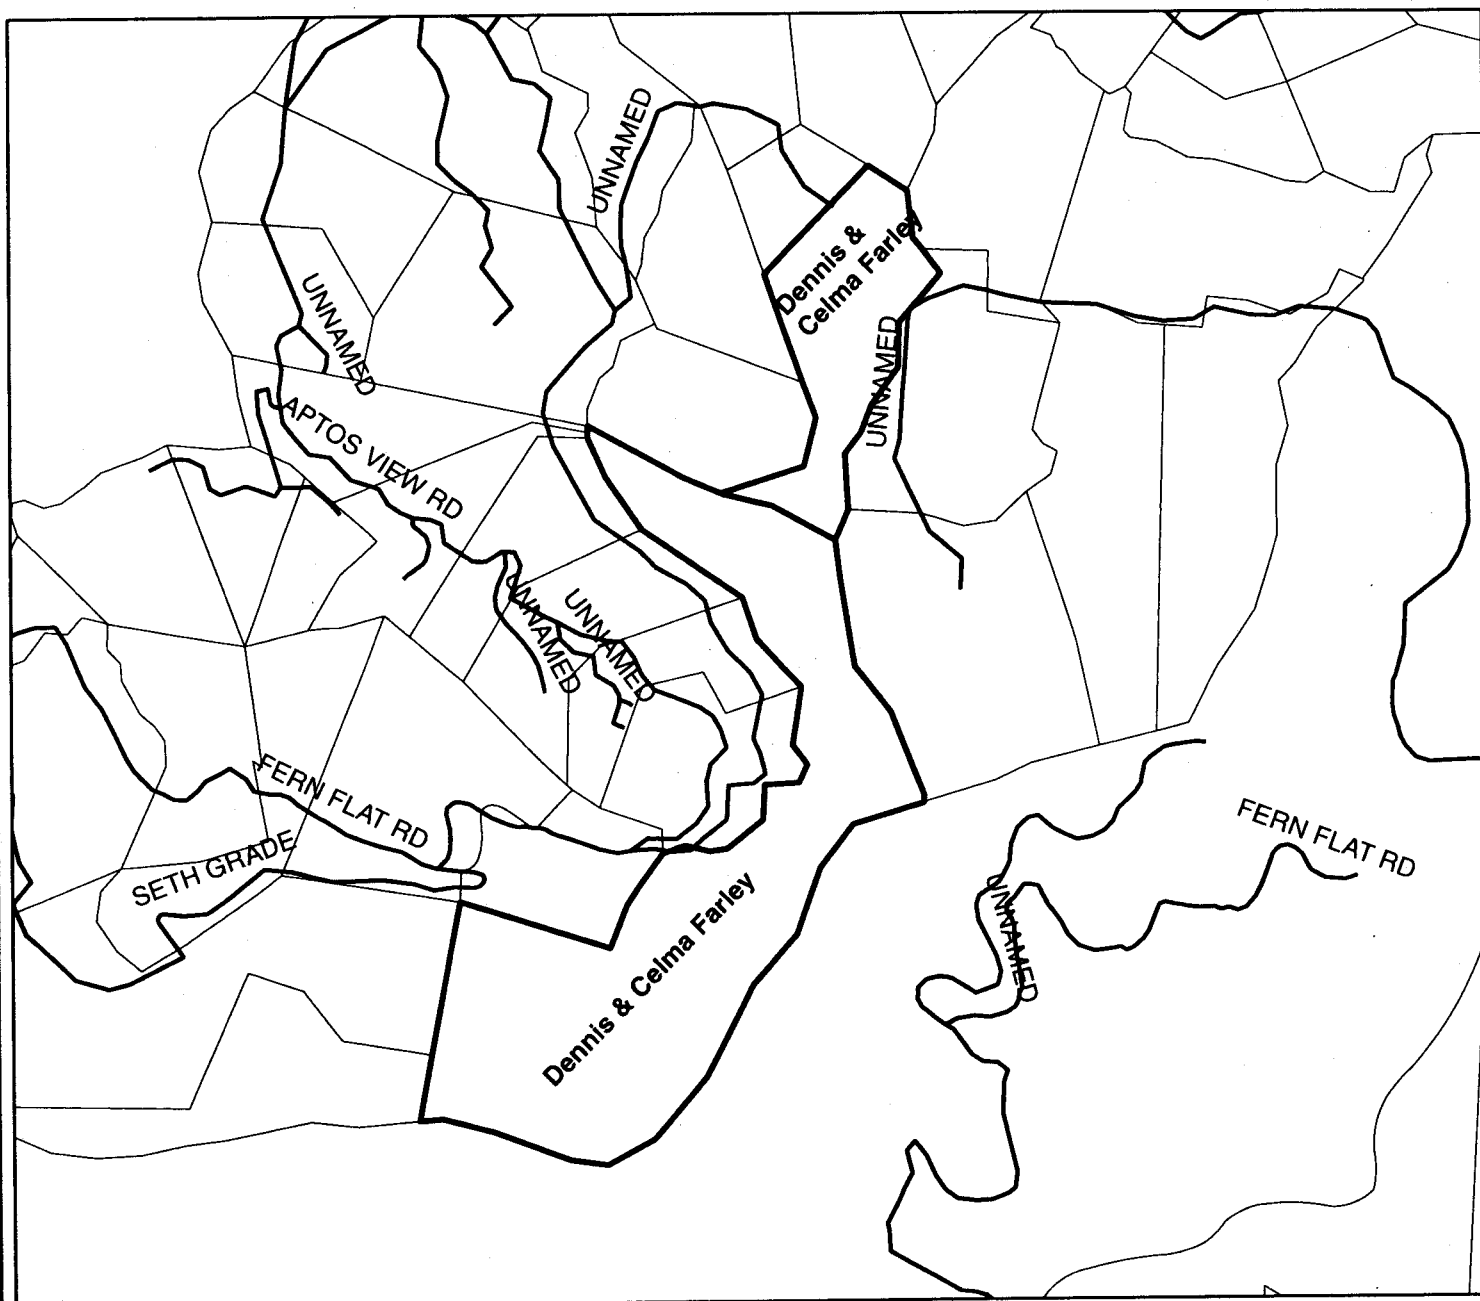 UNNAMED
Dennis &
Celma Farley
UNNAMED
UNNAMED
APTOS VIEW RD
UNNAMED
UNNAMED
FERN FLAT RD
SETH GRADE
FERN FLAT RD
UNNAMED
Dennis & Celma Farley